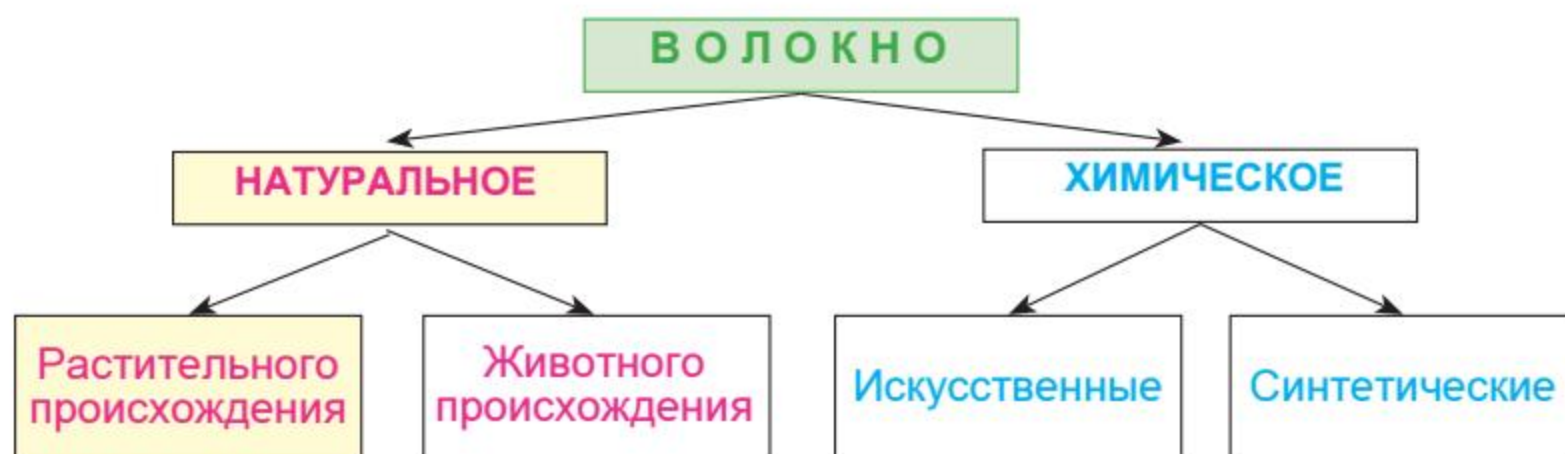 ВОЛОКНО
НАТУРАЛЬНОЕ
ХИМИЧЕСКОЕ
Растительного
происхождения
Животного
происхождения
Искусственные
Синтетические